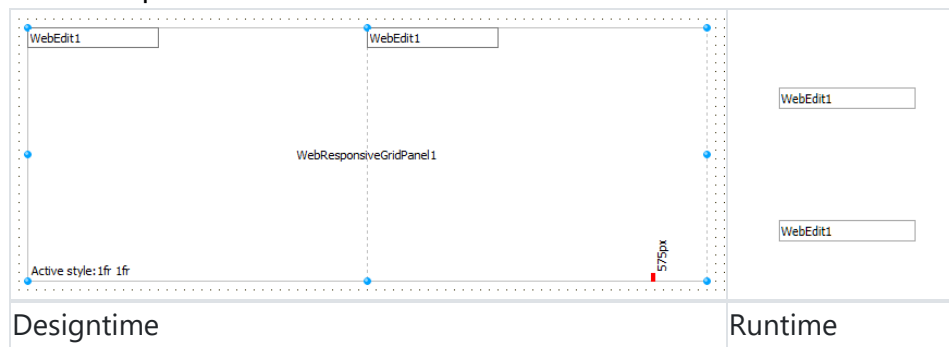 WebEdit1 WebEdit1
WebEdit1
WebResponsiveGridPanel1
WebEdit1
575px
Active style:1fr 1fr
Designtime Runtime